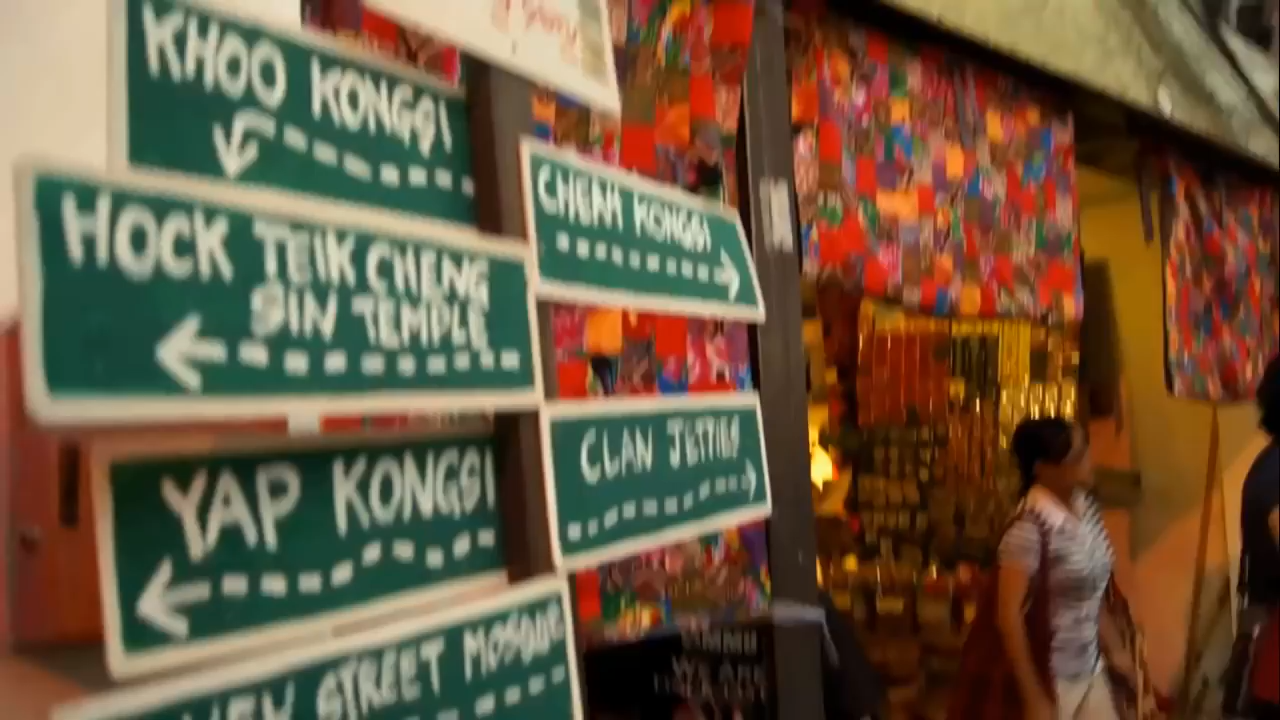 KHOO KONGSI
HOCK TEIK CHENG
SIN TEMPLE
YAP KONGSI
STREET MOSQUE
CHEAH KONGSI
CLAN JETTIES